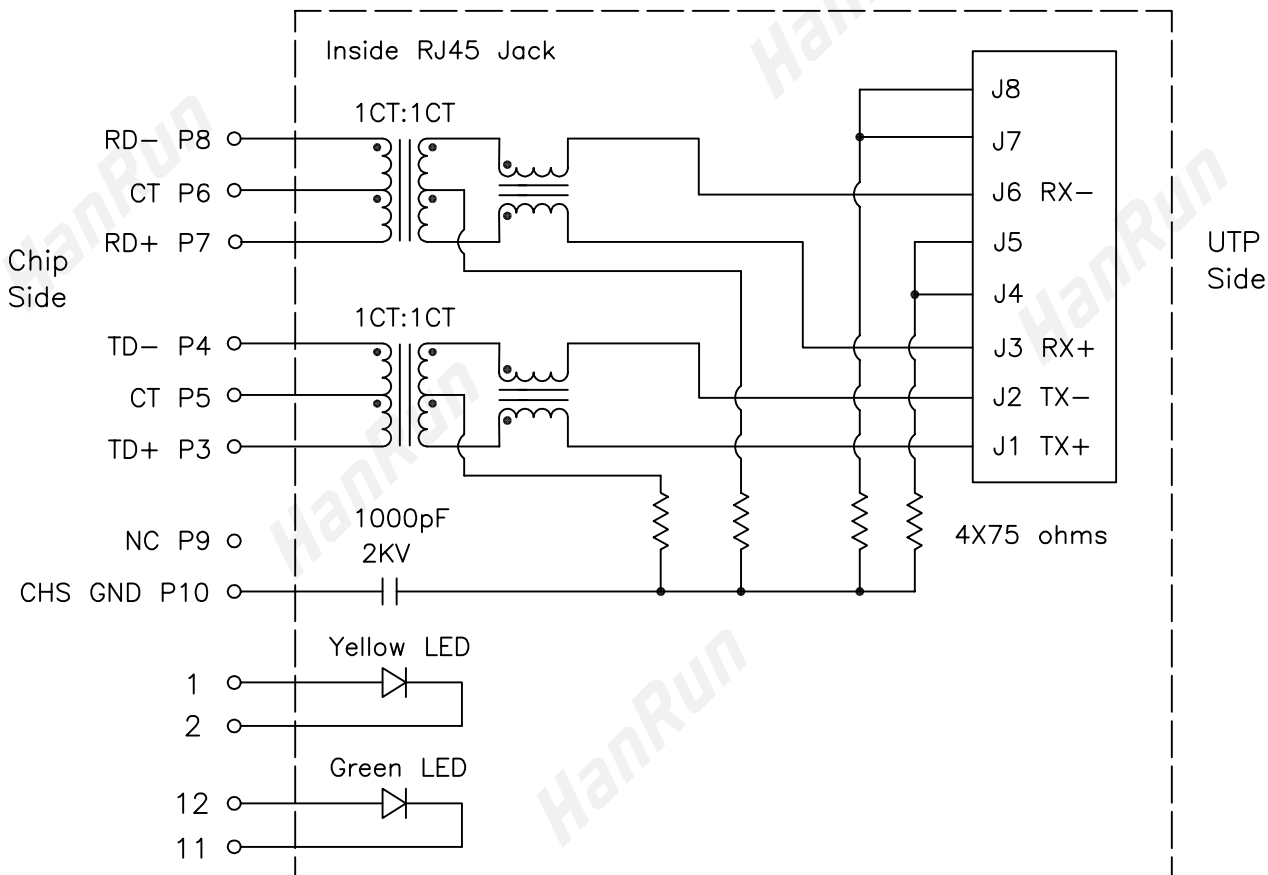 Inside RJ45 Jack
1CT:1CT
RD- P8
CT P6
RD+ P7
Chip
Side
1CT:1CT
TD- P4
CT P5
TD+ P3
1000pF
2KV
NC P9
CHS GND P10
Yellow LED
1
2
Green LED
12
11
J8
J7
J6 RX-
J5
J4
J3 RX+
J2 TX-
J1 TX+
4X75 ohms
UTP
Side
HanRun
HanRun
HanRun
HanRun
HanRun